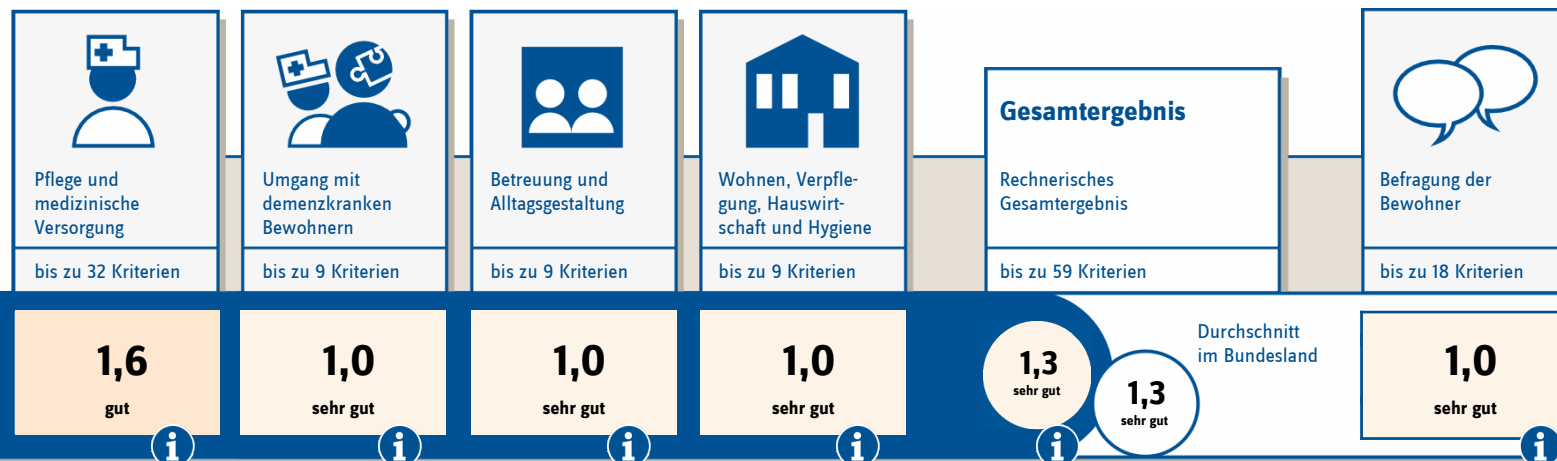 Pflege und
medizinische
Versorgung
bis zu 32 Kriterien
1,6
gut
i
Umgang mit
demenzkranken
Bewohnern
bis zu 9 Kriterien
1,0
sehr gut
i
Betreuung und
Alltagsgestaltung
bis zu 9 Kriterien
1,0
sehr gut
i
Wohnen, Verpfle-
gung, Hauswirt-
schaft und Hygiene
bis zu 9 Kriterien
1,0
sehr gut
i
Gesamtergebnis
Rechnerisches
Gesamtergebnis
bis zu 59 Kriterien
1,3
sehr gut
i
Durchschnitt
im Bundesland
1,3
sehr gut
Befragung der
Bewohner
bis zu 18 Kriterien
1,0
sehr gut
i